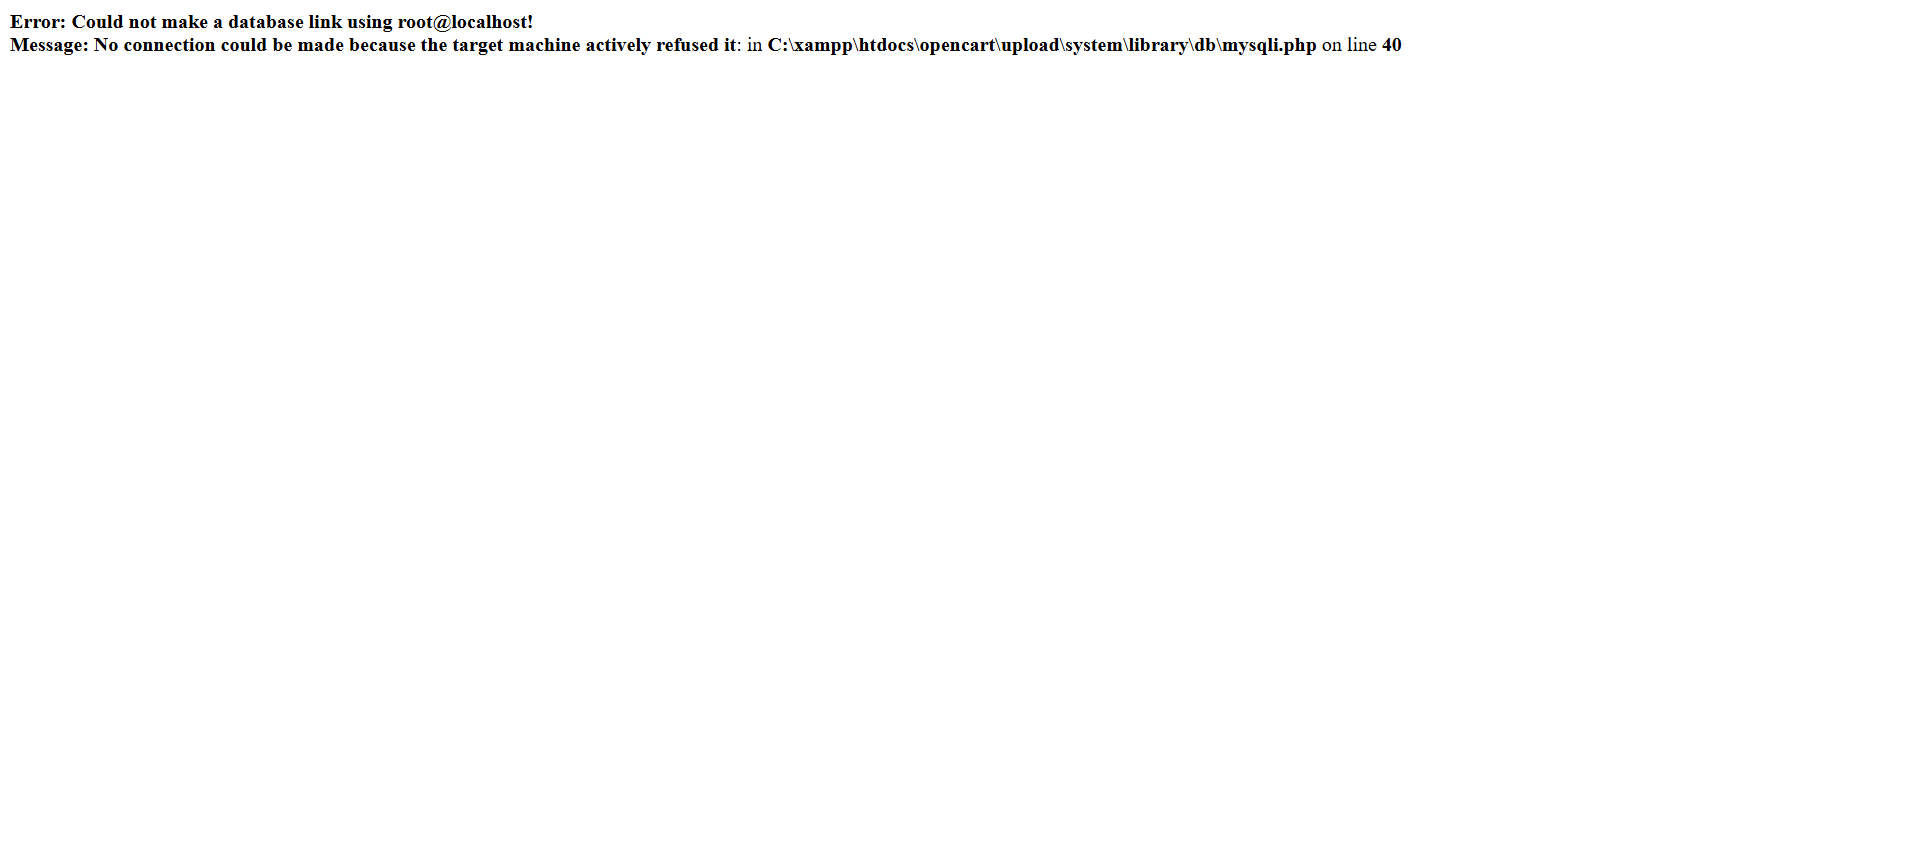 Error: Could not make a database link using root@localhost!
Message: No connection could be made because the target machine actively refused it: in C:\xampp\htdocs\opencart\upload\system\library\db\mysqli.php on line 40